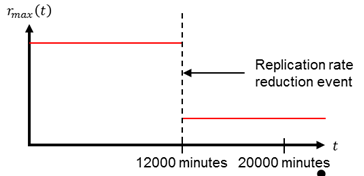 r_max(t)
Replication rate
reduction event
t
12000 minutes
20000 minutes